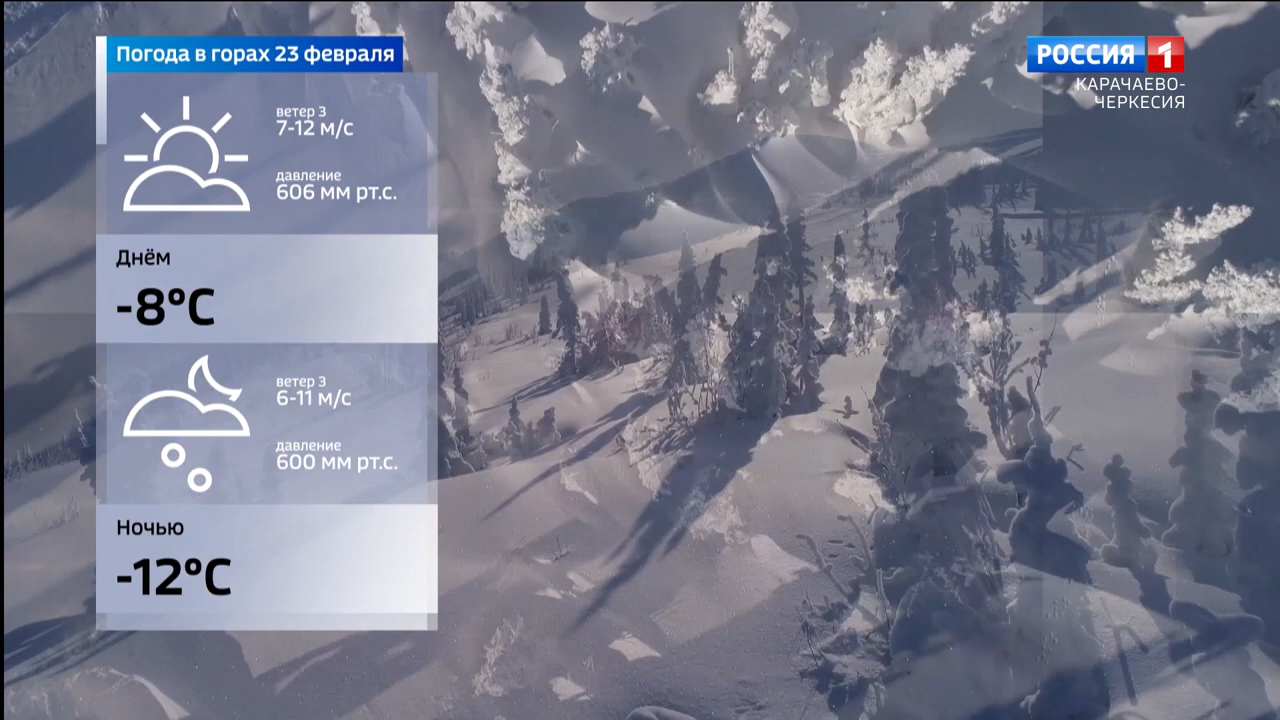 Погода в горах 23 февраля
ветер З
7-12 м/с
давление
606 мм рт.с.
Днём
-8°C
ветер З
6-11 м/с
давление
600 мм рт.с.
Ночью
-12°C
РОССИЯ 1
КАРАЧАЕВО-
ЧЕРКЕСИЯ